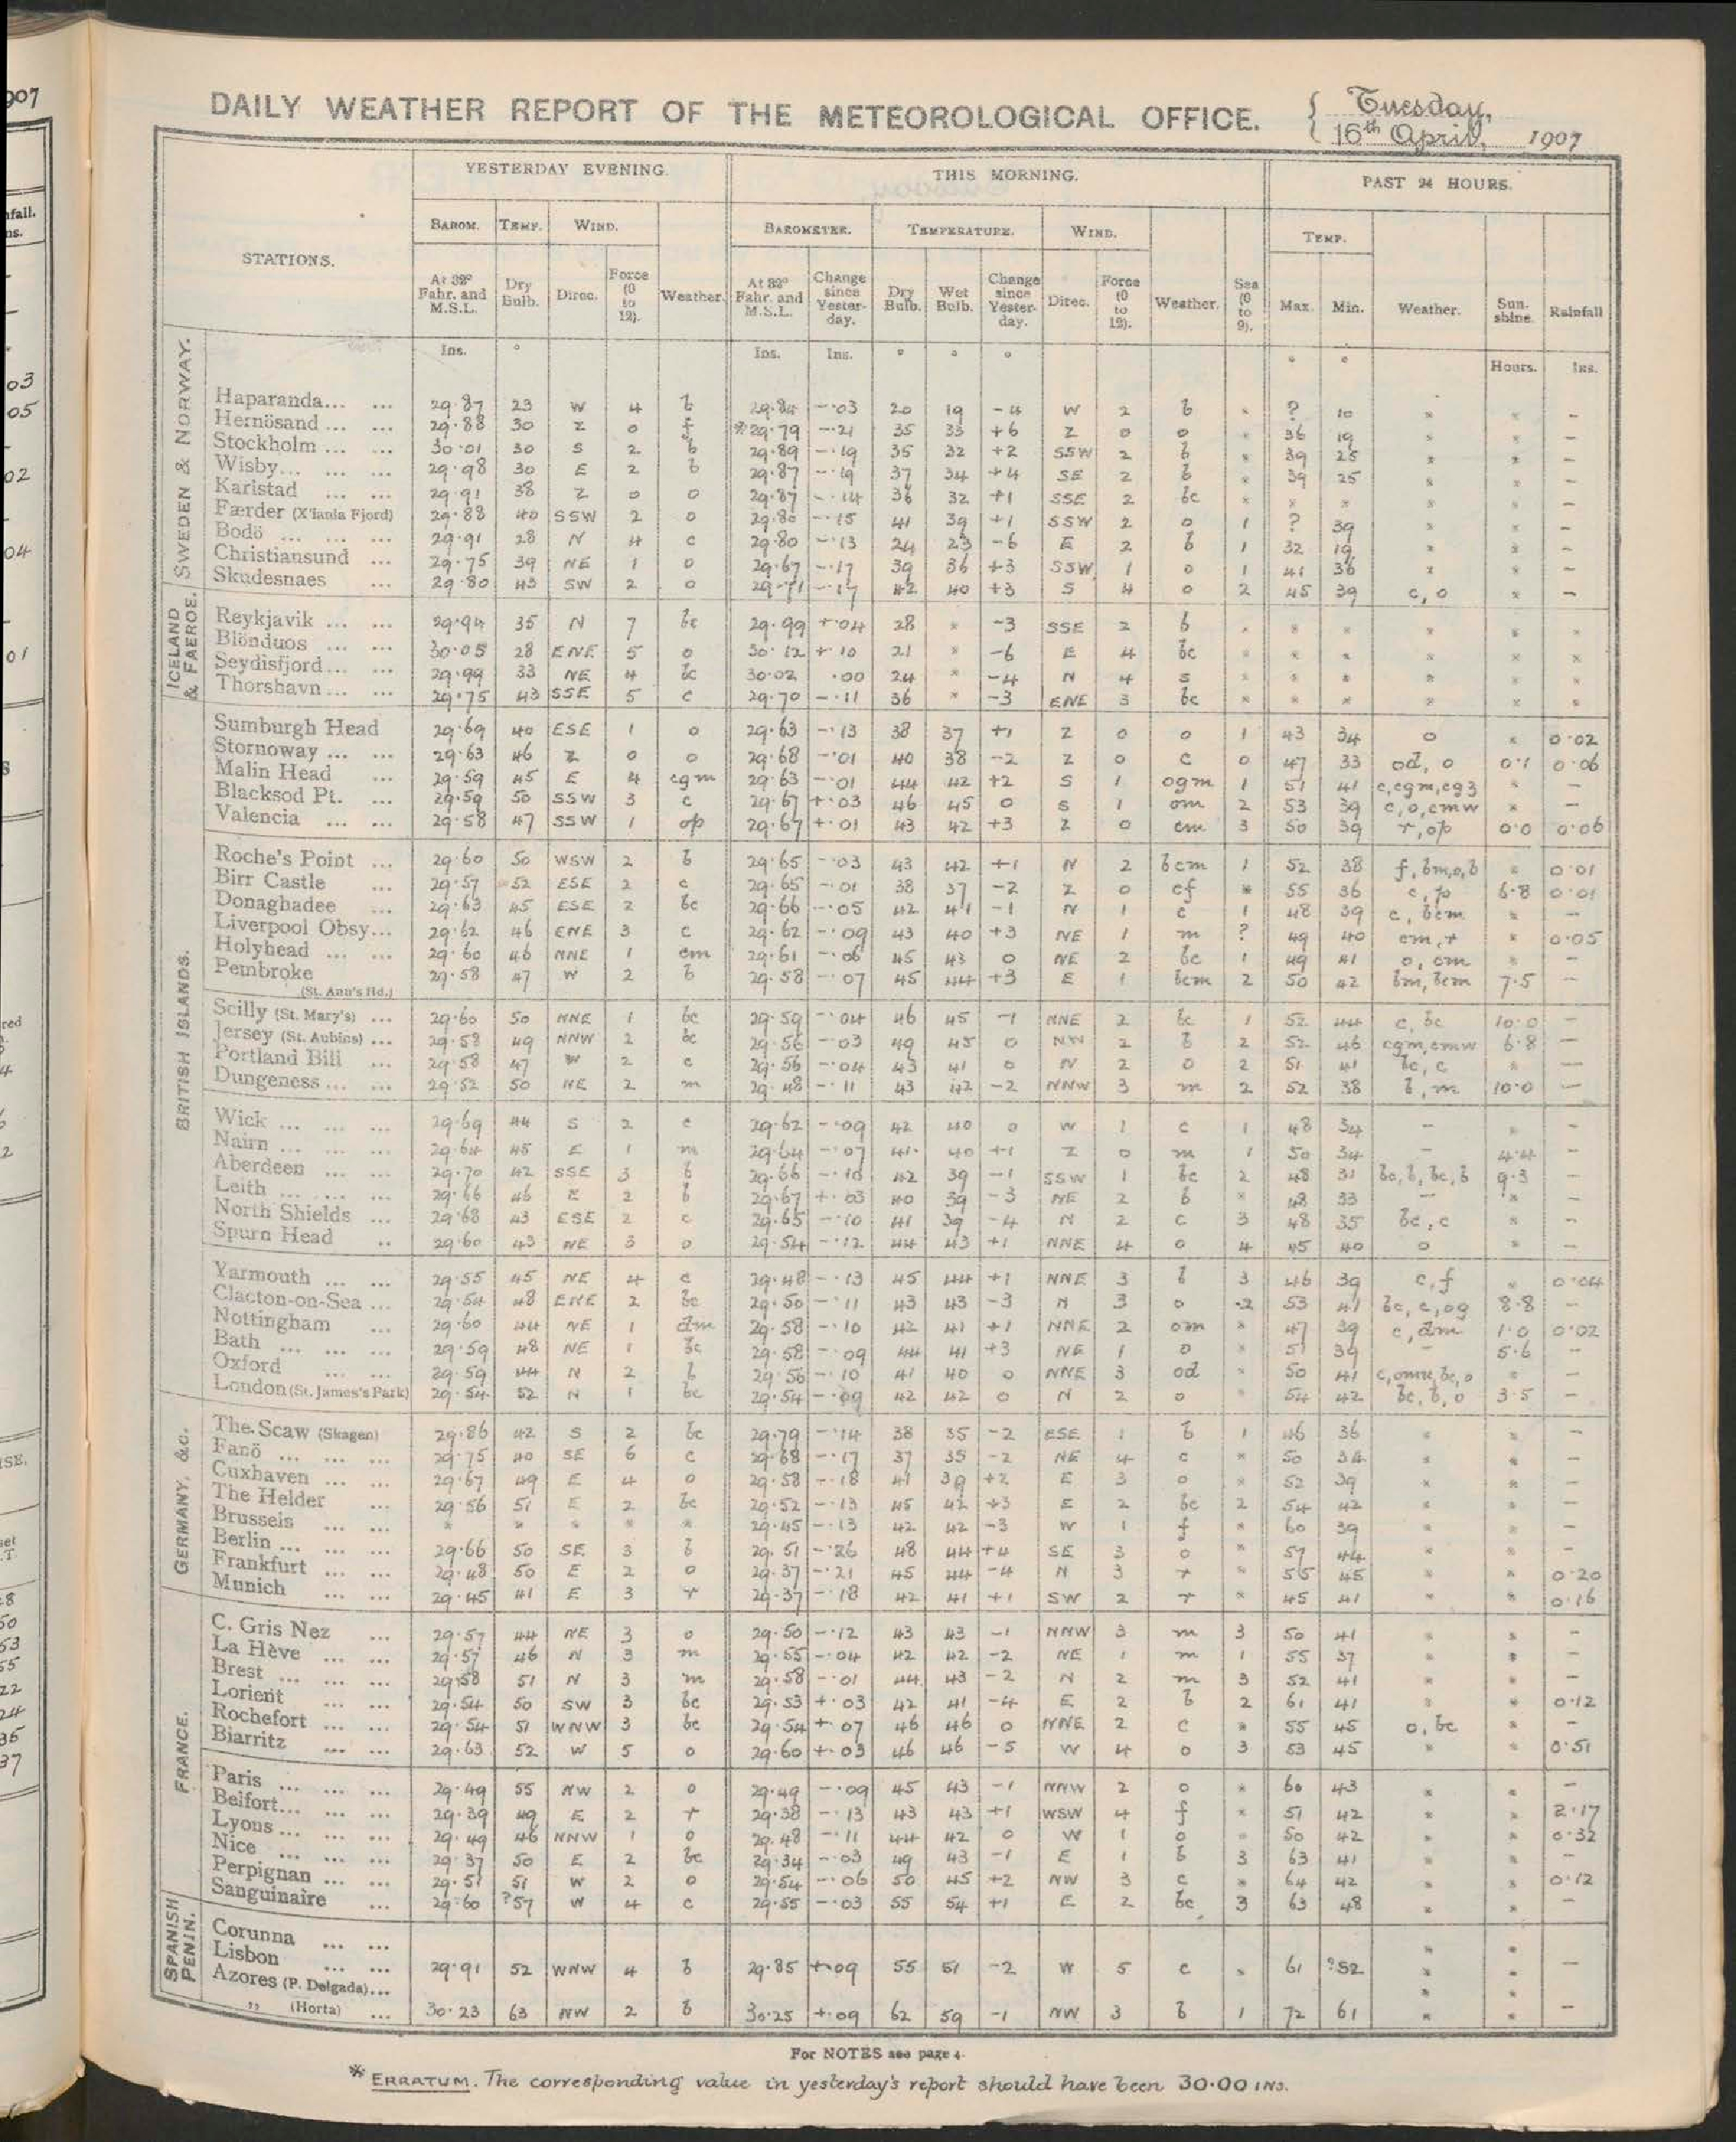 907
DAILY WEATHER REPORT OF THE METEOROLOGICAL OFFICE. { Tuesday, 16th April, 1907
YESTERDAY EVENING. THIS MORNING. PAST 24 HOURS.
BAROM. TEMP. WIND. BAROMETER. TEMPERATURE. WIND. TEMP.
STATIONS.
At 32° Fahr. and M.S.L. Dry Bulb. Direc. Force (0 to 12). Weather. At 32° Fahr. and M.S.L. Change since Yesterday. Dry Bulb. Wet Bulb. Change since Yesterday. Direc. Force (0 to 12). Weather. Sea (0 to 9). Max. Min. Weather. Sunshine. Rainfall
Ins. ° Ins. Ins. ° ° ° ° ° Hours. Ins.
SWEDEN & NORWAY.
Haparanda... ... 29·87 23 W 4 b 29·84 -·03 20 19 -4 W 2 b * ? 10 * * -
Hernösand ... ... 29·88 30 Z 0 f *29·79 -·21 35 33 +6 Z 0 0 * 36 19 * * -
Stockholm ... ... 30·01 30 S 2 b 29·89 -·19 35 32 +2 SSW 2 b * 39 25 * * -
Wisby... ... ... 29·98 30 E 2 b 29·87 -·19 37 34 +4 SE 2 b * 39 25 * * -
Karlstad ... ... 29·91 38 Z 0 0 29·87 -·14 36 32 +1 SSE 2 bc * * * * * -
Færder (X'iania Fjord) 29·88 40 SSW 2 0 29·80 -·15 41 39 +1 SSW 2 0 1 ? 39 * * -
Bodö ... ... ... 29·91 28 N 4 c 29·80 -·13 24 23 -6 E 2 b 1 32 19 * * -
Christiansund ... 29·75 39 NE 1 0 29·67 -·17 39 36 +3 SSW 1 0 1 41 36 * * -
Skudesnaes ... 29·80 43 SW 2 0 29·71 -·17 42 40 +3 S 4 0 2 45 39 c, o * -
ICELAND & FAEROE.
Reykjavik ... ... 29·94 35 N 7 bc 29·99 +·04 28 * -3 SSE 2 b * * * * * *
Blönduos ... ... 30·05 28 ENE 5 0 30·12 +·10 21 * -6 E 4 bc * * * * * *
Seydisfjord... ... 29·99 33 NE 4 bc 30·02 ·00 24 * -4 N 4 s * * * * * *
Thorshavn ... ... 29·75 43 SSE 5 c 29·70 -·11 36 * -3 ENE 3 bc * * * * * *
BRITISH ISLANDS.
Sumburgh Head 29·69 40 ESE 1 0 29·63 -·13 38 37 +1 Z 0 0 1 43 34 o * 0·02
Stornoway ... ... 29·63 46 Z 0 0 29·68 -·01 40 38 -2 Z 0 c 0 47 33 od, o 0·1 0·06
Malin Head ... 29·59 45 E 4 cgm 29·63 -·01 44 42 +2 S 1 ogm 1 51 41 c,cgm,cg3 * -
Blacksod Pt. ... 29·59 50 SSW 3 c 29·67 +·03 46 45 0 S 1 om 2 53 39 c,o,cmw * -
Valencia ... ... 29·58 47 SSW 1 op 29·67 +·01 43 42 +3 Z 0 cm 3 50 39 r,op 0·0 0·06
Roche's Point ... 29·60 50 WSW 2 b 29·65 -·03 43 42 +1 N 2 bcm 1 52 38 f, bm,o,b * 0·01
Birr Castle ... 29·57 52 ESE 2 c 29·65 -·01 38 37 -2 Z 0 cf * 55 36 c, p 6·8 0·01
Donaghadee ... 29·63 45 ESE 2 bc 29·66 -·05 42 41 -1 N 1 c 1 48 39 c, bcm * -
Liverpool Obsy... 29·62 46 ENE 3 c 29·62 -·09 43 40 +3 NE 1 m ? 49 40 cm,r * 0·05
Holyhead ... ... 29·60 46 NNE 1 cm 29·61 -·06 45 43 0 NE 2 bc 1 49 41 o, cm * -
Pembroke (St. Ann's Hd.) 29·58 47 W 2 b 29·58 -·07 45 44 +3 E 1 bcm 2 50 42 bm, bcm 7·5 -
Scilly (St. Mary's) ... 29·60 50 NNE 1 bc 29·59 -·04 46 45 -1 NNE 2 bc 1 52 44 c, bc 10·0 -
Jersey (St. Aubins) ... 29·58 49 NNW 2 bc 29·56 -·03 49 45 0 NW 2 b 2 52 46 cgm,cmw 6·8 -
Portland Bill ... 29·58 47 W 2 c 29·56 -·04 43 41 0 N 2 0 2 51 41 bc, c * -
Dungeness ... ... 29·52 50 NE 2 m 29·48 -·11 43 42 -2 NNW 3 m 2 52 38 b, m 10·0 -
Wick ... ... ... 29·69 44 S 2 c 29·62 -·09 42 40 0 W 1 c 1 48 34 - * -
Nairn ... ... ... 29·64 45 E 1 m 29·64 -·07 41 40 +1 Z 0 m 1 50 34 - 4·4 -
Aberdeen ... ... 29·70 42 SSE 3 b 29·66 -·10 42 39 -1 SSW 1 bc 2 48 31 bc, b, bc, b 9·3 -
Leith ... ... ... 29·66 46 E 2 b 29·67 +·03 40 39 -3 NE 2 b * 48 33 - * -
North Shields ... 29·68 43 ESE 2 c 29·65 -·10 41 39 -4 N 2 c 3 48 35 bc, c * -
Spurn Head .. 29·60 43 NE 3 0 29·54 -·12 44 43 +1 NNE 4 0 4 45 40 o * -
Yarmouth ... ... 29·55 45 NE 4 c 29·48 -·13 45 44 +1 NNE 3 b 3 46 39 c, f * 0·04
Clacton-on-Sea ... 29·54 48 ENE 2 bc 29·50 -·11 43 43 -3 N 3 0 2 53 41 bc, c, og 8·8 -
Nottingham ... 29·60 44 NE 1 dm 29·58 -·10 42 41 +1 NNE 2 om * 47 39 c, dm 1·0 0·02
Bath ... ... ... 29·59 48 NE 1 bc 29·58 -·09 44 41 +3 NE 1 0 * 51 39 - 5·6 -
Oxford ... ... 29·59 44 N 2 b 29·56 -·10 41 40 0 NNE 3 od * 50 41 c,omw,bc,o * -
London (St. James's Park) 29·54 52 N 1 bc 29·54 -·09 42 42 0 N 2 0 * 54 42 bc, b, o 3·5 -
GERMANY, &c.
The Scaw (Skagen) 29·86 42 S 2 bc 29·79 -·14 38 35 -2 ESE 1 b 1 46 36 * * -
Fanö ... ... ... 29·75 40 SE 6 c 29·68 -·17 37 35 -2 NE 4 c * 50 34 * * -
Cuxhaven ... ... 29·67 49 E 4 0 29·58 -·18 41 39 +2 E 3 0 * 52 39 * * -
The Helder ... 29·56 51 E 2 bc 29·52 -·13 45 42 +3 E 2 bc 2 54 42 * * -
Brussels ... ... * * * * * 29·45 -·13 42 42 -3 W 1 f * 60 39 * * -
Berlin ... ... ... 29·66 50 SE 3 b 29·51 -·26 48 44 +4 SE 3 0 * 57 44 * * -
Frankfurt ... ... 29·48 50 E 2 0 29·37 -·21 45 44 -4 N 3 r * 55 45 * * 0·20
Munich ... ... 29·45 41 E 3 r 29·37 -·18 42 41 +1 SW 2 r * 45 41 * * 0·16
FRANCE.
C. Gris Nez ... 29·57 44 NE 3 0 29·50 -·12 43 43 -1 NNW 3 m 3 50 41 * * -
La Hève ... ... 29·57 46 N 3 m 29·55 -·04 42 42 -2 NE 1 m 1 55 37 * * -
Brest ... ... ... 29·58 51 N 3 m 29·58 -·01 44 43 -2 N 2 m 3 52 41 * * -
Lorient ... ... 29·54 50 SW 3 bc 29·53 +·03 42 41 -4 E 2 b 2 61 41 * * 0·12
Rochefort ... ... 29·54 51 WNW 3 bc 29·54 +·07 46 46 0 NNE 2 c * 55 45 o, bc * -
Biarritz ... ... 29·63 52 W 5 0 29·60 +·03 46 46 -5 W 4 0 3 53 45 * * 0·51
Paris ... ... ... 29·49 55 NW 2 0 29·49 -·09 45 43 -1 NNW 2 0 * 60 43 * * -
Belfort... ... ... 29·39 49 E 2 r 29·38 -·13 43 43 +1 WSW 4 f * 51 42 * * 2·17
Lyons ... ... ... 29·49 46 NNW 1 0 29·48 -·11 44 42 0 W 1 0 * 50 42 * * 0·32
Nice ... ... ... 29·37 50 E 2 bc 29·34 -·03 49 43 -1 E 1 b 3 63 41 * * -
Perpignan ... ... 29·51 51 W 2 0 29·54 -·06 50 45 +2 NW 3 c * 64 42 * * 0·12
Sanguinaire ... 29·60 ?57 W 4 c 29·55 -·03 55 54 +1 E 2 bc 3 63 48 * * -
SPANISH PENIN.
Corunna ... ... * *
Lisbon ... ... 29·91 52 WNW 4 b 29·85 +·09 55 51 -2 W 5 c * 61 ?52 * * -
Azores (P. Delgada)... * *
,, (Horta) ... 30·23 63 NW 2 b 30·25 +·09 62 59 -1 NW 3 b 1 72 61 * * -
For NOTES see page 4.
* ERRATUM. The corresponding value in yesterday's report should have been 30·00 INS.